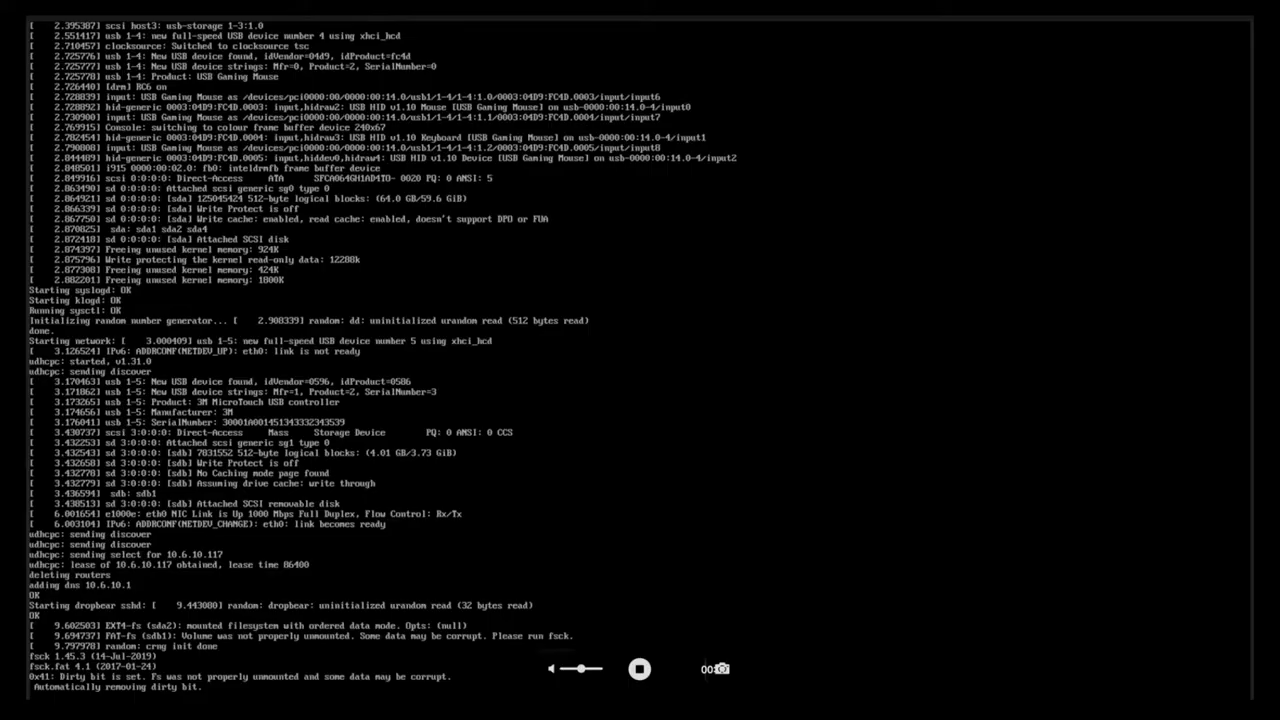 [    2.395387] scsi host3: usb-storage 1-3:1.0
[    2.551417] usb 1-4: new full-speed USB device number 4 using xhci_hcd
[    2.710457] clocksource: Switched to clocksource tsc
[    2.725776] usb 1-4: New USB device found, idVendor=04d9, idProduct=fc4d
[    2.725777] usb 1-4: New USB device strings: Mfr=0, Product=2, SerialNumber=0
[    2.725778] usb 1-4: Product: USB Gaming Mouse
[    2.726440] [drm] RC6 on
[    2.728839] input: USB Gaming Mouse as /devices/pci0000:00/0000:00:14.0/usb1/1-4/1-4:1.0/0003:04D9:FC4D.0003/input/input6
[    2.728892] hid-generic 0003:04D9:FC4D.0003: input,hidraw2: USB HID v1.10 Mouse [USB Gaming Mouse] on usb-0000:00:14.0-4/input0
[    2.730900] input: USB Gaming Mouse as /devices/pci0000:00/0000:00:14.0/usb1/1-4/1-4:1.1/0003:04D9:FC4D.0004/input/input7
[    2.769915] Console: switching to colour frame buffer device 240x67
[    2.782454] hid-generic 0003:04D9:FC4D.0004: input,hidraw3: USB HID v1.10 Keyboard [USB Gaming Mouse] on usb-0000:00:14.0-4/input1
[    2.790808] input: USB Gaming Mouse as /devices/pci0000:00/0000:00:14.0/usb1/1-4/1-4:1.2/0003:04D9:FC4D.0005/input/input8
[    2.844489] hid-generic 0003:04D9:FC4D.0005: input,hiddev0,hidraw4: USB HID v1.10 Device [USB Gaming Mouse] on usb-0000:00:14.0-4/input2
[    2.848501] i915 0000:00:02.0: fb0: inteldrmfb frame buffer device
[    2.849916] scsi 0:0:0:0: Direct-Access     ATA      SFCA064GH1AD4TO- 0020 PQ: 0 ANSI: 5
[    2.863490] sd 0:0:0:0: Attached scsi generic sg0 type 0
[    2.864921] sd 0:0:0:0: [sda] 125045424 512-byte logical blocks: (64.0 GB/59.6 GiB)
[    2.866339] sd 0:0:0:0: [sda] Write Protect is off
[    2.867750] sd 0:0:0:0: [sda] Write cache: enabled, read cache: enabled, doesn't support DPO or FUA
[    2.870825]  sda: sda1 sda2 sda4
[    2.872418] sd 0:0:0:0: [sda] Attached SCSI disk
[    2.874397] Freeing unused kernel memory: 924K
[    2.875796] Write protecting the kernel read-only data: 12288k
[    2.877308] Freeing unused kernel memory: 424K
[    2.882201] Freeing unused kernel memory: 1800K
Starting syslogd: OK
Starting klogd: OK
Running sysctl: OK
Initializing random number generator... [    2.908339] random: dd: uninitialized urandom read (512 bytes read)
done.
Starting network: [    3.000409] usb 1-5: new full-speed USB device number 5 using xhci_hcd
[    3.126524] IPv6: ADDRCONF(NETDEV_UP): eth0: link is not ready
udhcpc: started, v1.31.0
udhcpc: sending discover
[    3.170463] usb 1-5: New USB device found, idVendor=0596, idProduct=0586
[    3.171862] usb 1-5: New USB device strings: Mfr=1, Product=2, SerialNumber=3
[    3.173265] usb 1-5: Product: 3M MicroTouch USB controller
[    3.174656] usb 1-5: Manufacturer: 3M
[    3.176041] usb 1-5: SerialNumber: 30001A001451343332343539
[    3.430737] scsi 3:0:0:0: Direct-Access     Mass     Storage Device        PQ: 0 ANSI: 0 CCS
[    3.432253] sd 3:0:0:0: Attached scsi generic sg1 type 0
[    3.432543] sd 3:0:0:0: [sdb] 7831552 512-byte logical blocks: (4.01 GB/3.73 GiB)
[    3.432658] sd 3:0:0:0: [sdb] Write Protect is off
[    3.432778] sd 3:0:0:0: [sdb] No Caching mode page found
[    3.432779] sd 3:0:0:0: [sdb] Assuming drive cache: write through
[    3.436594]  sdb: sdb1
[    3.438513] sd 3:0:0:0: [sdb] Attached SCSI removable disk
[    6.001654] e1000e: eth0 NIC Link is Up 1000 Mbps Full Duplex, Flow Control: Rx/Tx
[    6.003104] IPv6: ADDRCONF(NETDEV_CHANGE): eth0: link becomes ready
udhcpc: sending discover
udhcpc: sending discover
udhcpc: sending select for 10.6.10.117
udhcpc: lease of 10.6.10.117 obtained, lease time 86400
deleting routers
adding dns 10.6.10.1
OK
Starting dropbear sshd: [    9.443080] random: dropbear: uninitialized urandom read (32 bytes read)
OK
[    9.602503] EXT4-fs (sda2): mounted filesystem with ordered data mode. Opts: (null)
[    9.694737] FAT-fs (sdb1): Volume was not properly unmounted. Some data may be corrupt. Please run fsck.
[    9.797978] random: crng init done
fsck 1.45.3 (14-Jul-2019)
fsck.fat 4.1 (2017-01-24)
0x41: Dirty bit is set. Fs was not properly unmounted and some data may be corrupt.
 Automatically removing dirty bit.